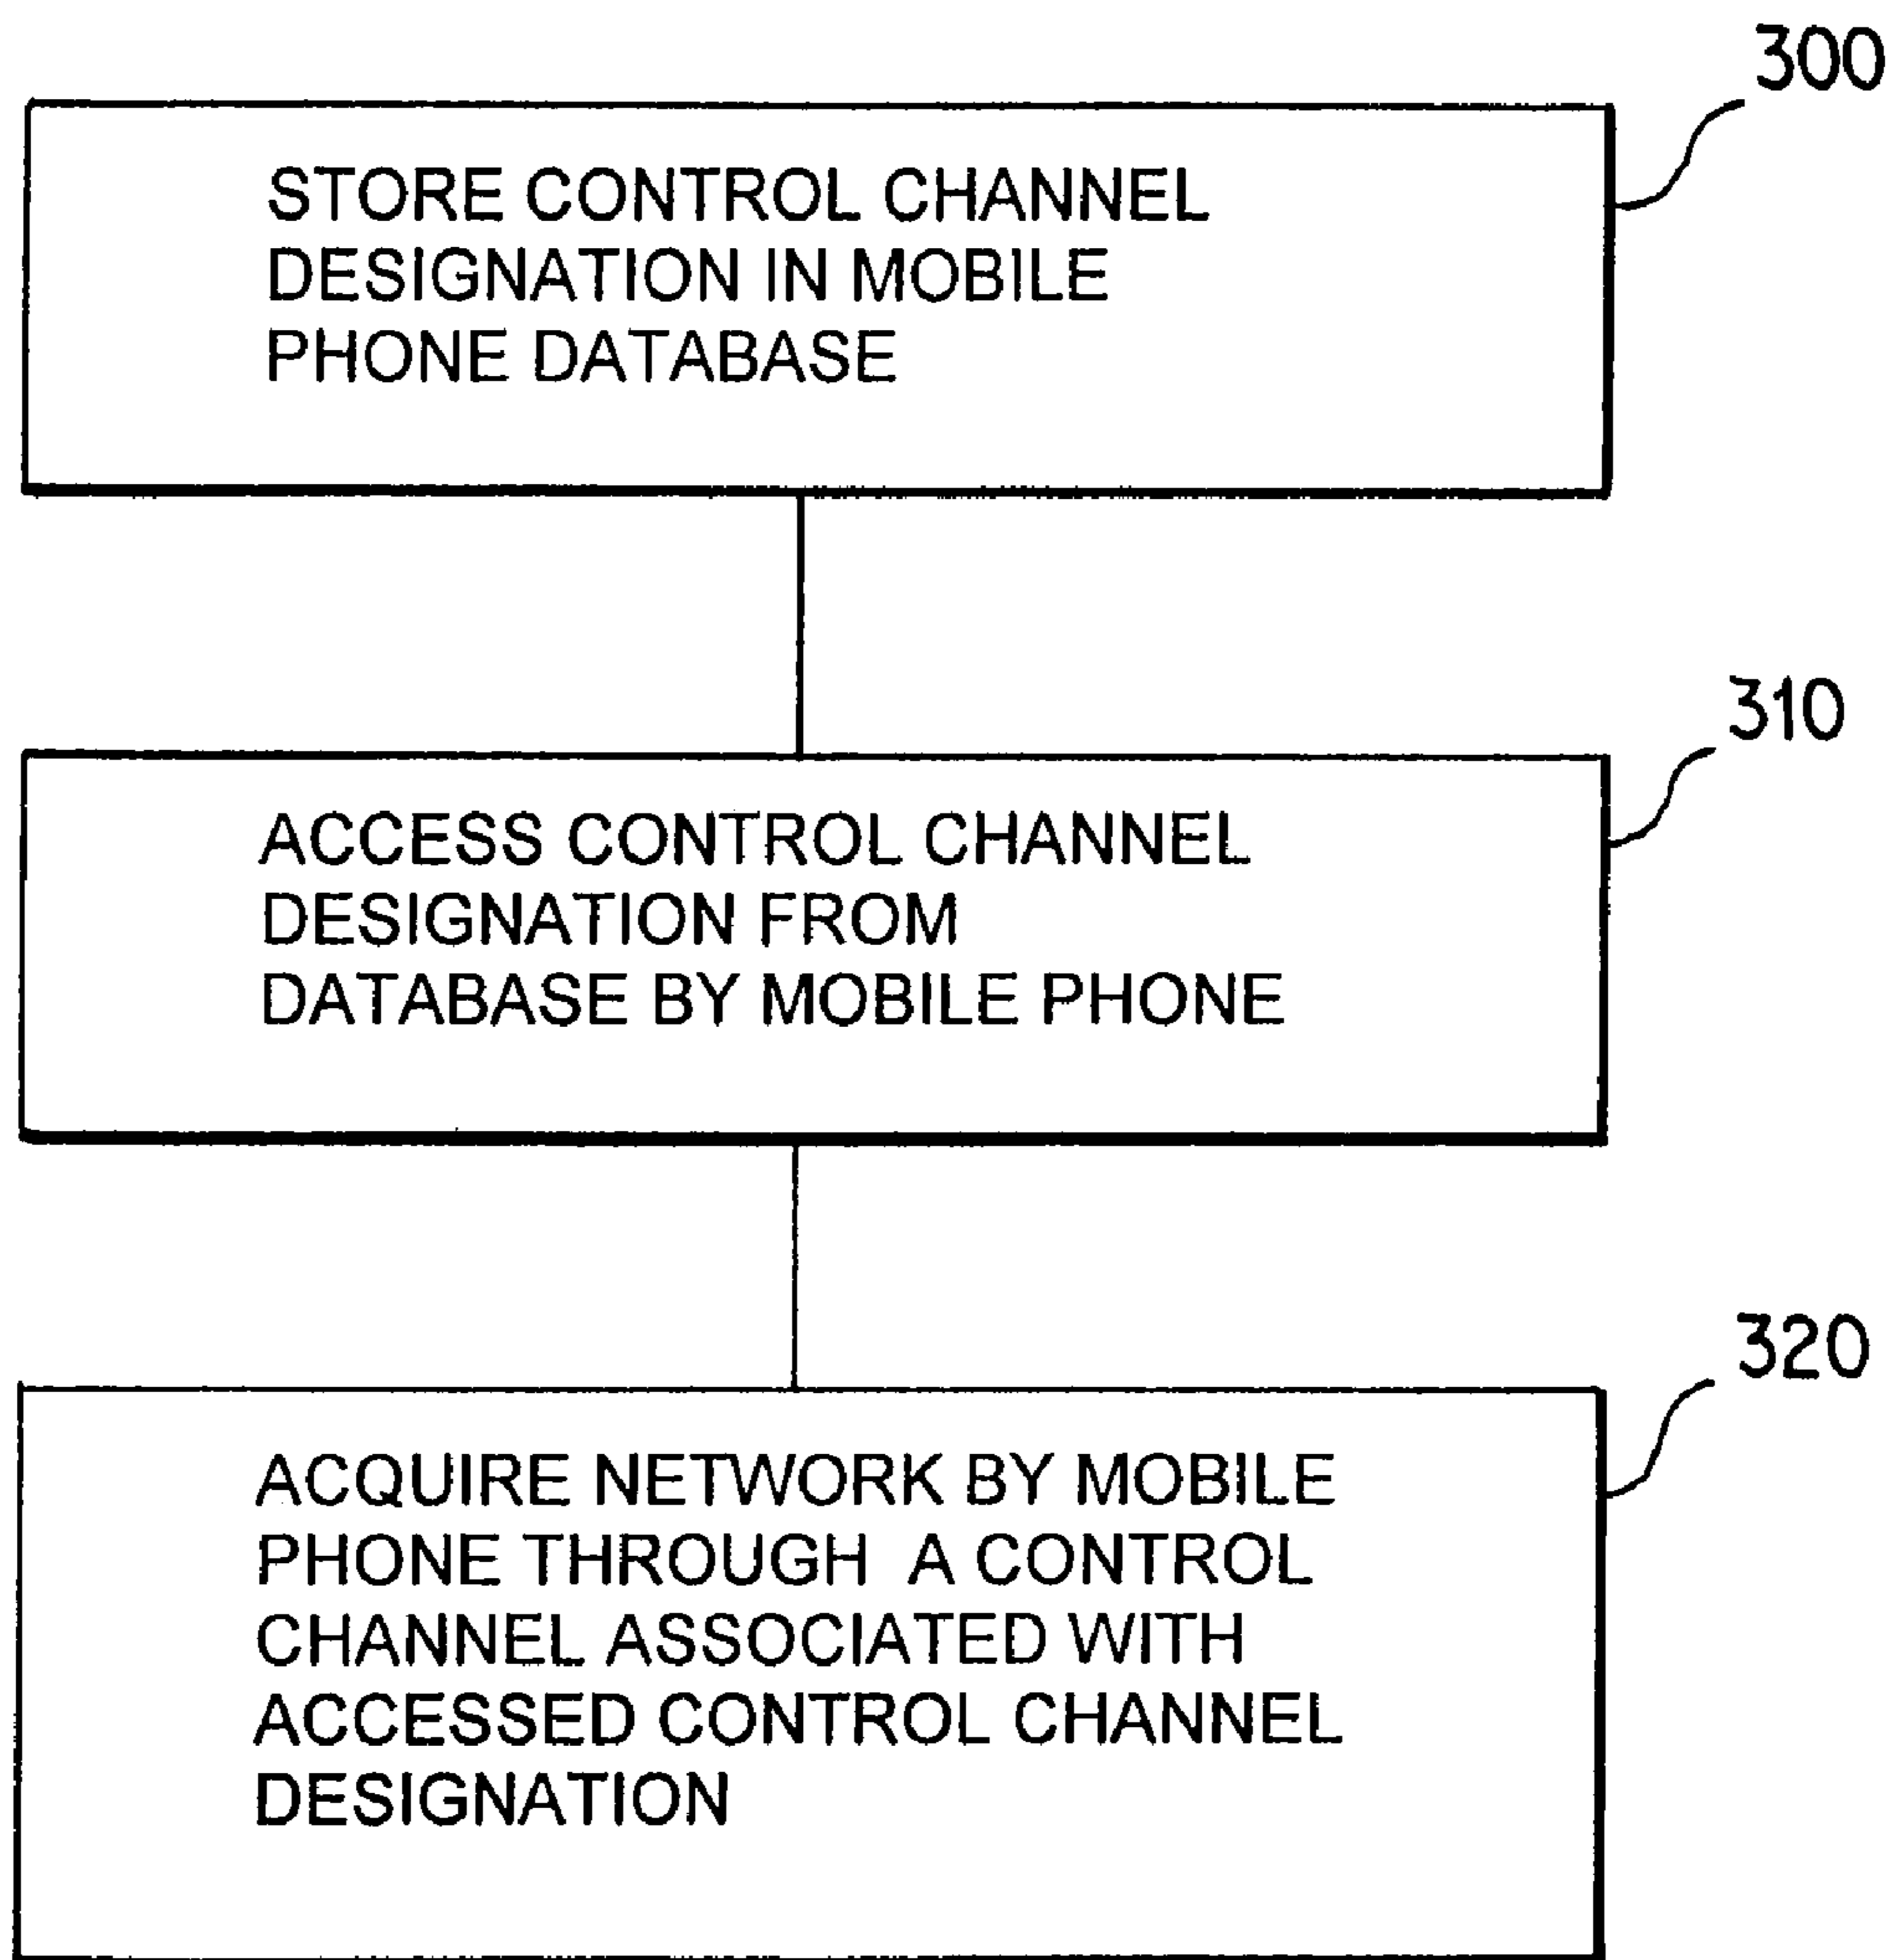 300
STORE CONTROL CHANNEL
DESIGNATION IN MOBILE
PHONE DATABASE
310
ACCESS CONTROL CHANNEL
DESIGNATION FROM
DATABASE BY MOBILE PHONE
320
ACQUIRE NETWORK BY MOBILE
PHONE THROUGH A CONTROL
CHANNEL ASSOCIATED WITH
ACCESSED CONTROL CHANNEL
DESIGNATION